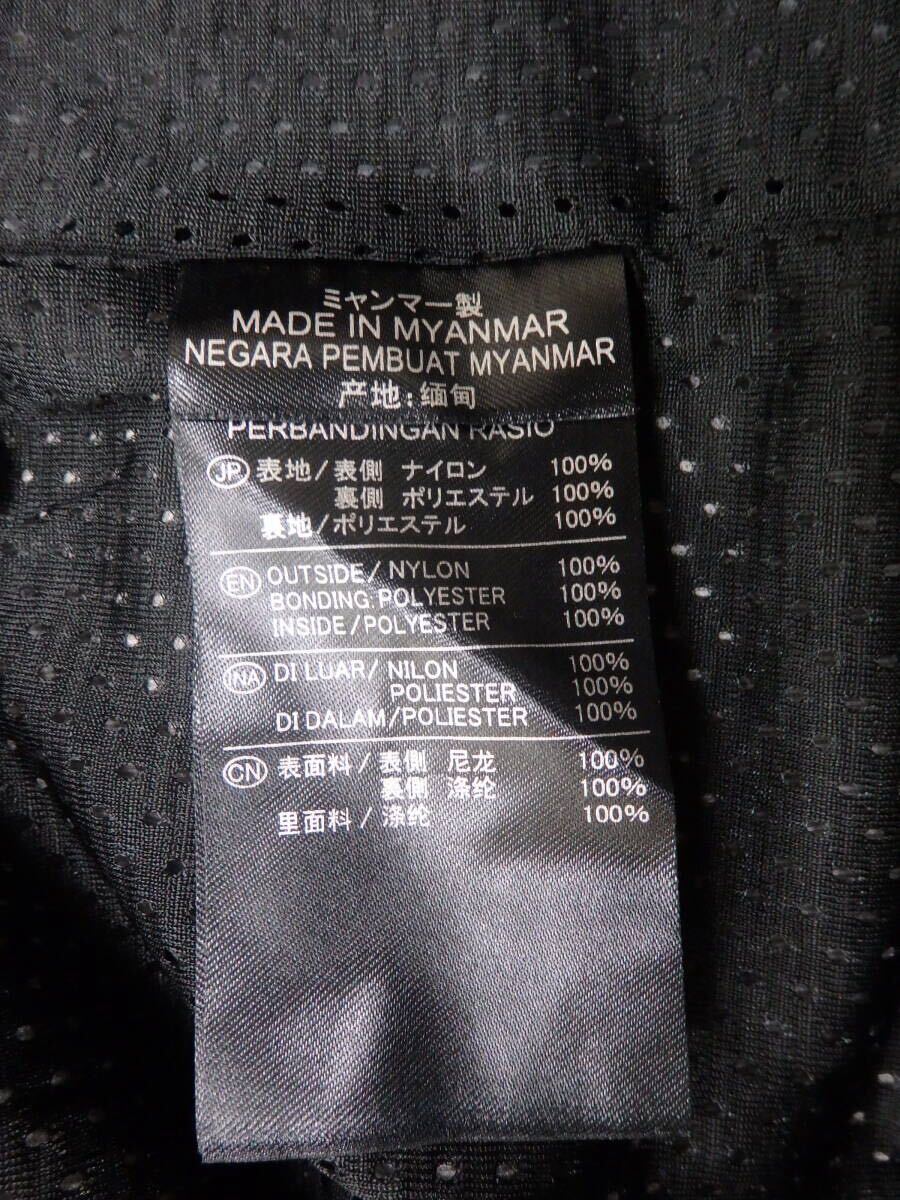 ミャンマー製
MADE IN MYANMAR
NEGARA PEMBUAT MYANMAR
产地:缅甸
PERBANDINGAN RASIO
JP 表地/表側 ナイロン 100%
裏側 ポリエステル 100%
裏地/ポリエステル 100%
EN OUTSIDE/ NYLON 100%
BONDING.POLYESTER 100%
INSIDE/POLYESTER 100%
INA DI LUAR/ NILON 100%
POLIESTER 100%
DI DALAM/POLIESTER 100%
CN 表面料/表側 尼龙 100%
裏側 涤纶 100%
里面料/涤纶 100%